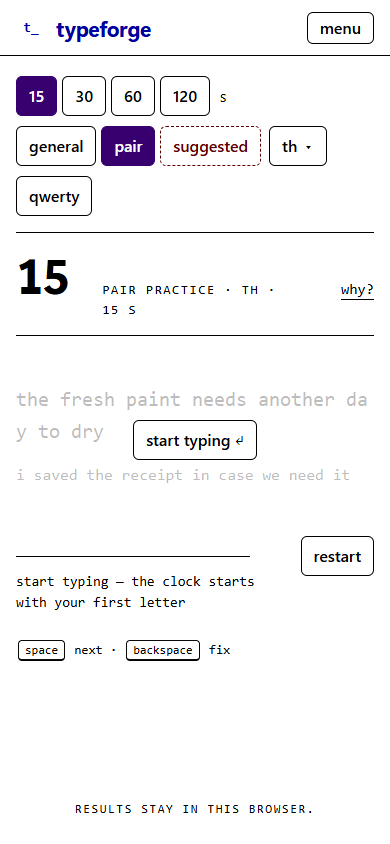 t_ typeforge menu
15 30 60 120 s
general pair suggested th
qwerty
15 PAIR PRACTICE · TH · why?
15 S
the fresh paint needs another da
y to dry
start typing ↲
i saved the receipt in case we need it
restart
start typing — the clock starts
with your first letter
space next · backspace fix
RESULTS STAY IN THIS BROWSER.